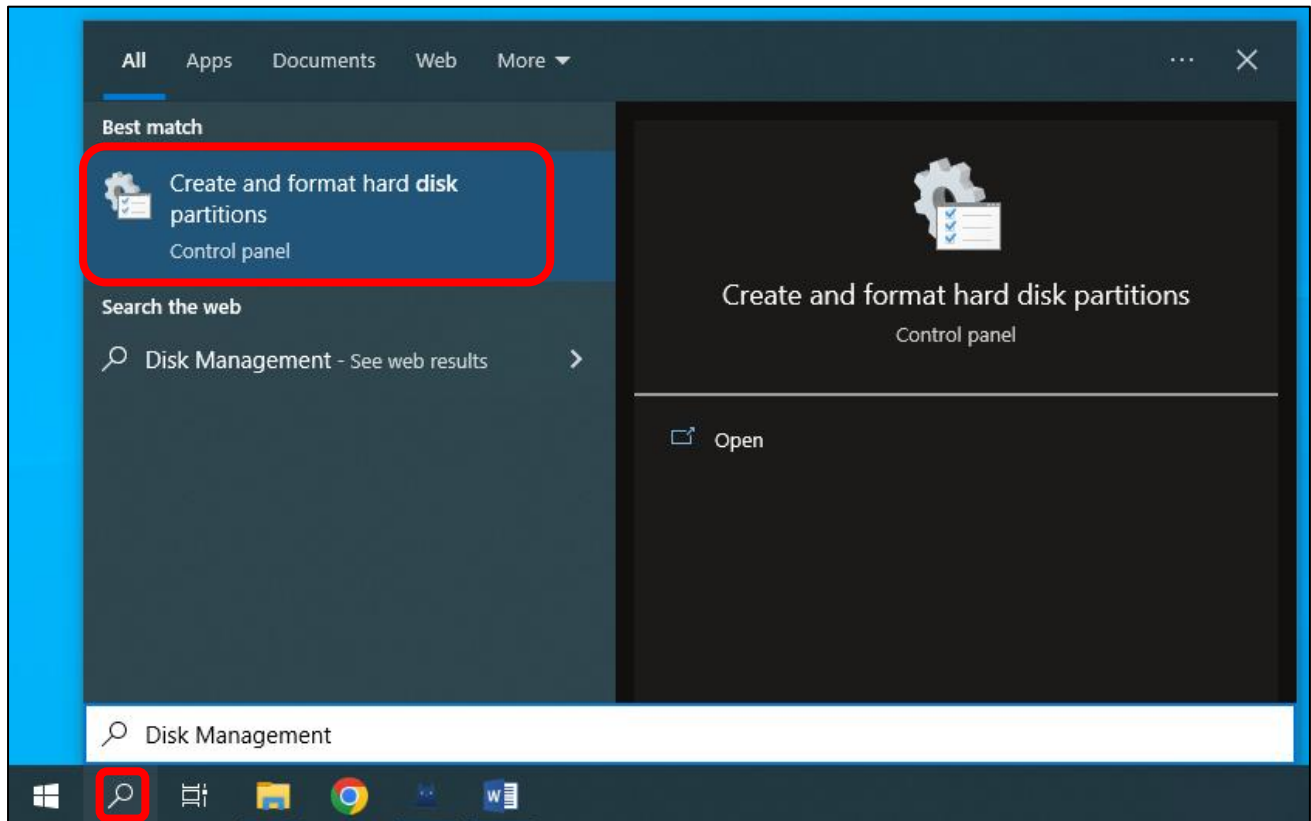 All Apps Documents Web More
Best match
Create and format hard disk
partitions
Control panel
Search the web
Disk Management - See web results
Create and format hard disk partitions
Control panel
Open
Disk Management
W